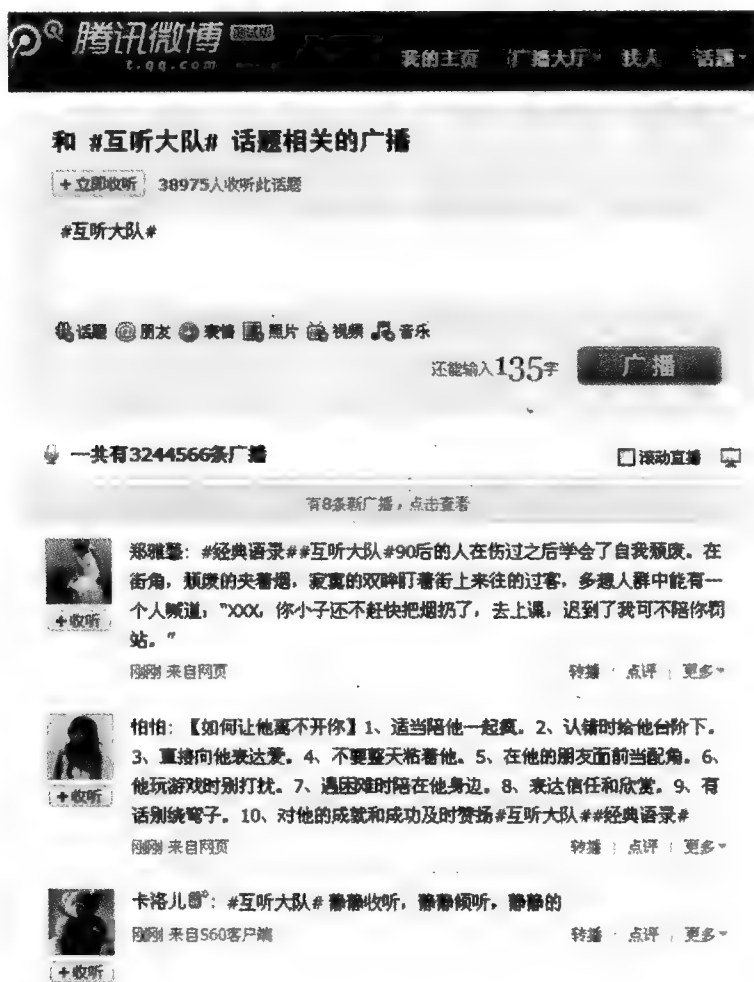 腾讯微博 测试版
t.qq.com
我的主页 广播大厅 找人 话题
和 #互听大队# 话题相关的广播
+立即收听 38975人收听此话题
#互听大队#
话题 朋友 表情 照片 视频 音乐
还能输入135字 广播
一共有3244566条广播 滚动直播
有8条新广播，点击查看
郑雅馨：#经典语录##互听大队#90后的人在伤过之后学会了自我颓废。在
街角，颓废的夹著烟，寂寞的双眸盯著街上来往的过客，多想人群中能有一
个人喊道，“XXX，你小子还不赶快把烟扔了，去上课，迟到了我可不陪你罚
站。”
+收听
刚刚 来自网页 转播 点评 更多
怕怕：【如何让他离不开你】1、适当陪他一起疯。2、认错时给他台阶下。
3、直接向他表达爱。4、不要整天粘着他。5、在他的朋友面前当配角。6、
他玩游戏时别打扰。7、遇困难时陪在他身边。8、表达信任和欣赏。9、有
话别绕弯子。10、对他的成就和成功及时赞扬#互听大队##经典语录#
+收听
刚刚 来自网页 转播 点评 更多
卡洛儿：#互听大队# 静静收听，静静倾听，静静的
刚刚 来自S60客户端 转播 点评 更多
+收听